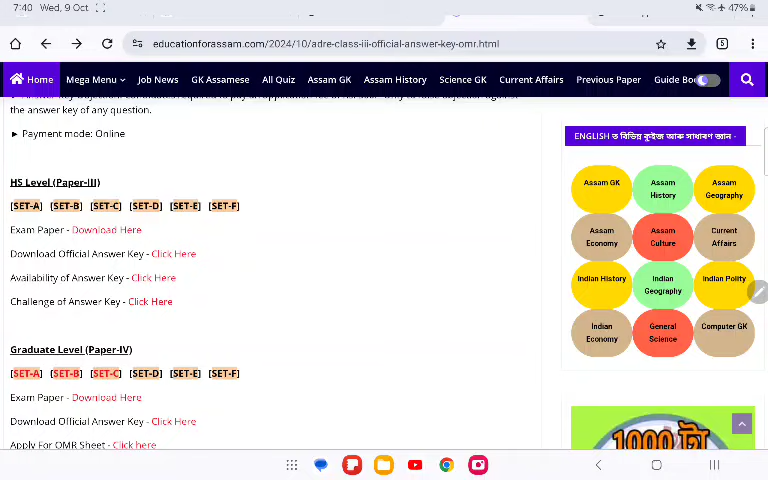 7:40 Wed, 9 Oct
47%
educationforassam.com/2024/10/adre-class-iii-official-answer-key-omr.html
5
Home Mega Menu Job News GK Assamese All Quiz Assam GK Assam History Science GK Current Affairs Previous Paper Guide Boo
the answer key of any question.
► Payment mode: Online
HS Level (Paper-III)
[SET-A] [SET-B] [SET-C] [SET-D] [SET-E] [SET-F]
Exam Paper - Download Here
Download Official Answer Key - Click Here
Availability of Answer Key - Click Here
Challenge of Answer Key - Click Here
Graduate Level (Paper-IV)
[SET-A] [SET-B] [SET-C] [SET-D] [SET-E] [SET-F]
Exam Paper - Download Here
Download Official Answer Key - Click Here
Apply For OMR Sheet - Click here
ENGLISH ত বিভিন্ন কুইজ আৰু সাধাৰণ জ্ঞান -
Assam GK
Assam History
Assam Geography
Assam Economy
Assam Culture
Current Affairs
Indian History
Indian Geography
Indian Polity
Indian Economy
General Science
Computer GK
1000 টা